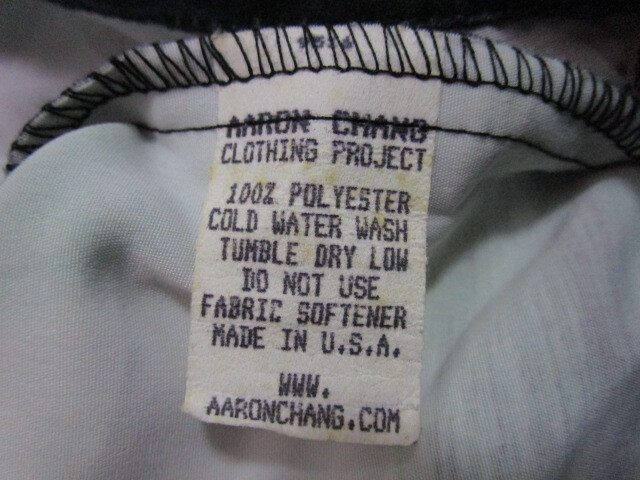 AARON CHANG
CLOTHING PROJECT
100% POLYESTER
COLD WATER WASH
TUMBLE DRY LOW
DO NOT USE
FABRIC SOFTENER
MADE IN U.S.A.
WWW.
AARONCHANG.COM